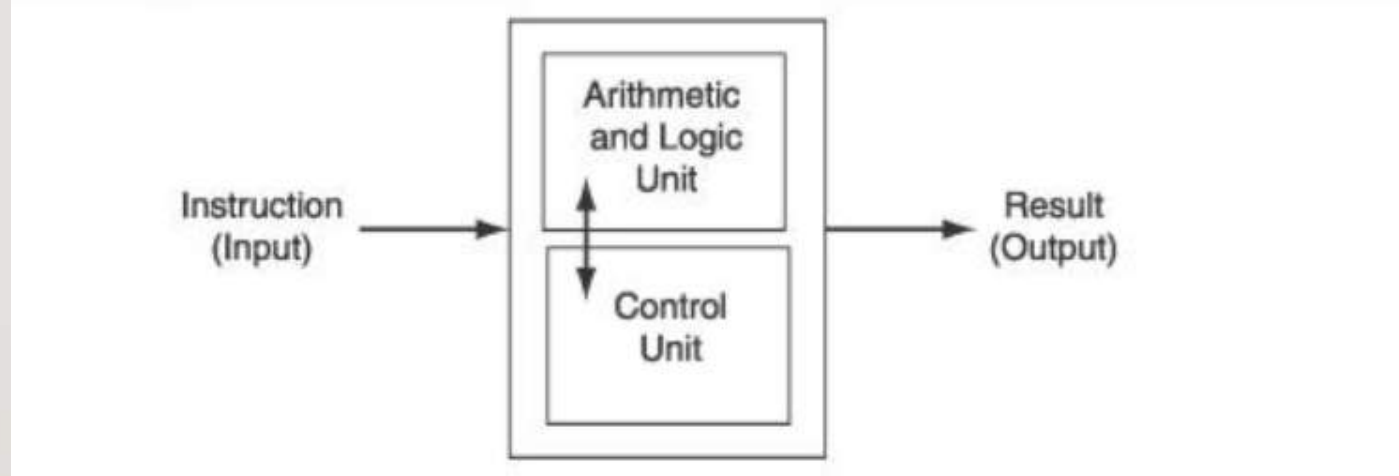 Arithmetic
and Logic
Unit
Instruction
(Input)
Result
(Output)
Control
Unit